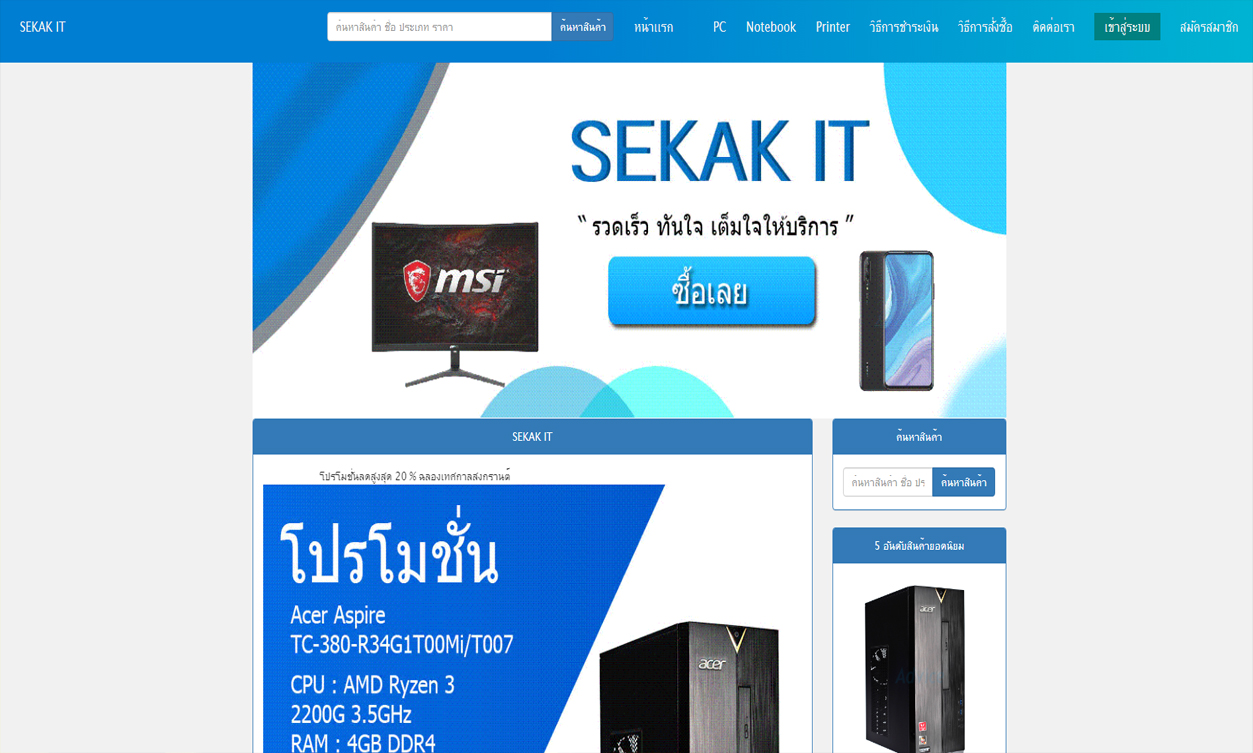 SEKAK IT
ค้นหาสินค้า ชื่อ ประเภท ราคา
ค้นหาสินค้า
หน้าแรก
PC
Notebook
Printer
วิธีการชำระเงิน
วิธีการสั่งซื้อ
ติดต่อเรา
เข้าสู่ระบบ
สมัครสมาชิก
SEKAK IT
“ รวดเร็ว ทันใจ เต็มใจให้บริการ ”
msi
ซื้อเลย
SEKAK IT
โปรโมชั่นลดสูงสุด 20 % ฉลองเทศกาลสงกรานต์
โปรโมชั่น
Acer Aspire
TC-380-R34G1T00Mi/T007
CPU : AMD Ryzen 3
2200G 3.5GHz
RAM : 4GB DDR4
acer
ค้นหาสินค้า
ค้นหาสินค้า ชื่อ ปร
ค้นหาสินค้า
5 อันดับสินค้ายอดนิยม
acer